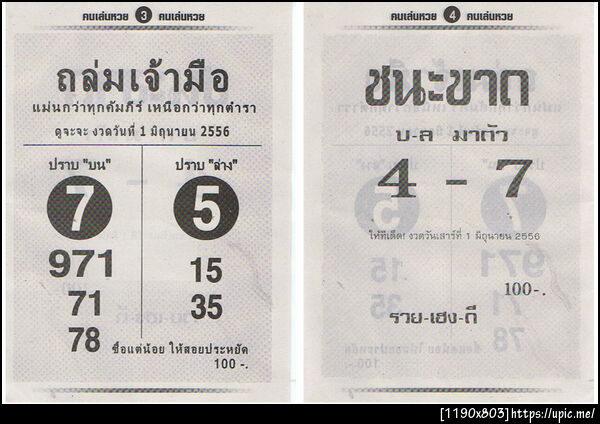 คนเล่นหวย 3 คนเล่นหวย
ถล่มเจ้ามือ
แม่นกว่าทุกคัมภีร์ เหนือกว่าทุกตำรา
ดูจะจะ งวดวันที่ 1 มิถุนายน 2556
ปราบ "บน"
7
971
71
78
ปราบ "ล่าง"
5
15
35
ซื้อแต่น้อย ให้สอยประหยัด
100 -.
คนเล่นหวย 4 คนเล่นหวย
ชนะขาด
บ-ล มาตัว
4 - 7
ให้ทีเด็ด! งวดวันเสาร์ที่ 1 มิถุนายน 2556
100-.
รวย-เฮง-ดี
[1190x803]https://upic.me/